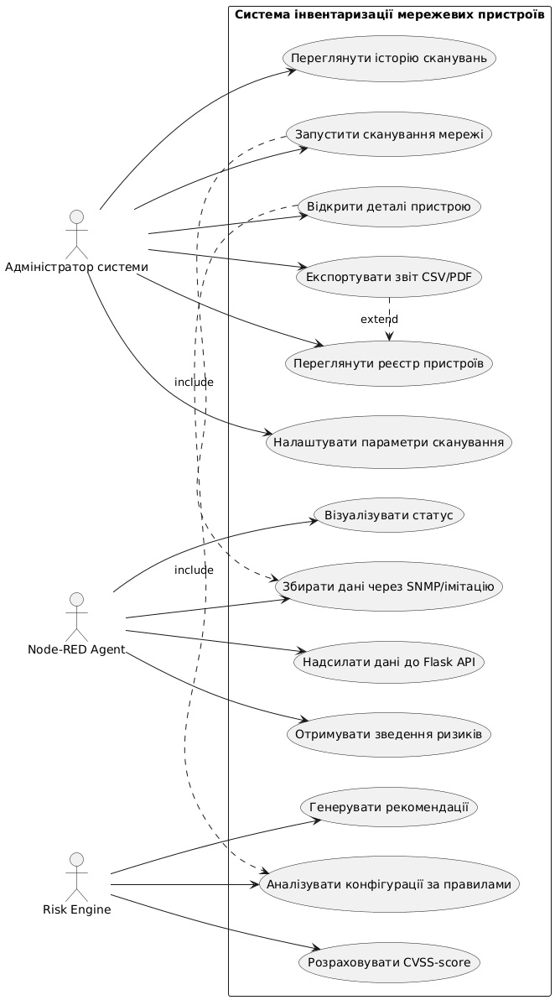 Система інвентаризації мережевих пристроїв
Переглянути історію сканувань
Запустити сканування мережі
Відкрити деталі пристрою
Адміністратор системи
Експортувати звіт CSV/PDF
extend
Переглянути реєстр пристроїв
include
Налаштувати параметри сканування
Візуалізувати статус
include
Збирати дані через SNMP/імітацію
Node-RED Agent
Надсилати дані до Flask API
Отримувати зведення ризиків
Генерувати рекомендації
Аналізувати конфігурації за правилами
Risk Engine
Розраховувати CVSS-score